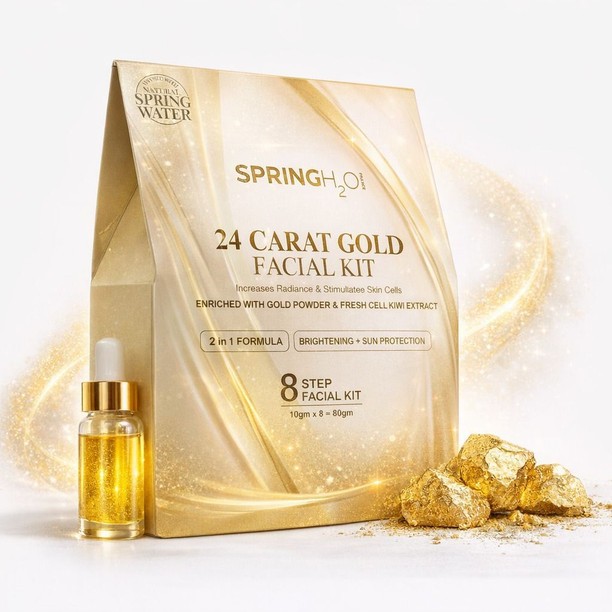 NATURAL
SPRING
WATER
SPRINGH₂O
24 CARAT GOLD
FACIAL KIT
Increases Radiance & Stimulatee Skin Cells
ENRICHED WITH GOLD POWDER & FRESH CELL KIWI EXTRACT
2 in 1 FORMULA
BRIGHTENING + SUN PROTECTION
8 STEP
FACIAL KIT
10gm x 8 = 80gm